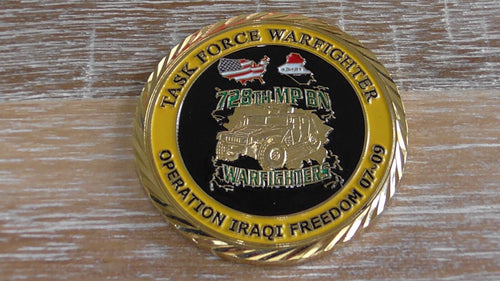 TASK FORCE WARFIGHTER
728TH MP BN
WARFIGHTERS
OPERATION IRAQI FREEDOM 07-09